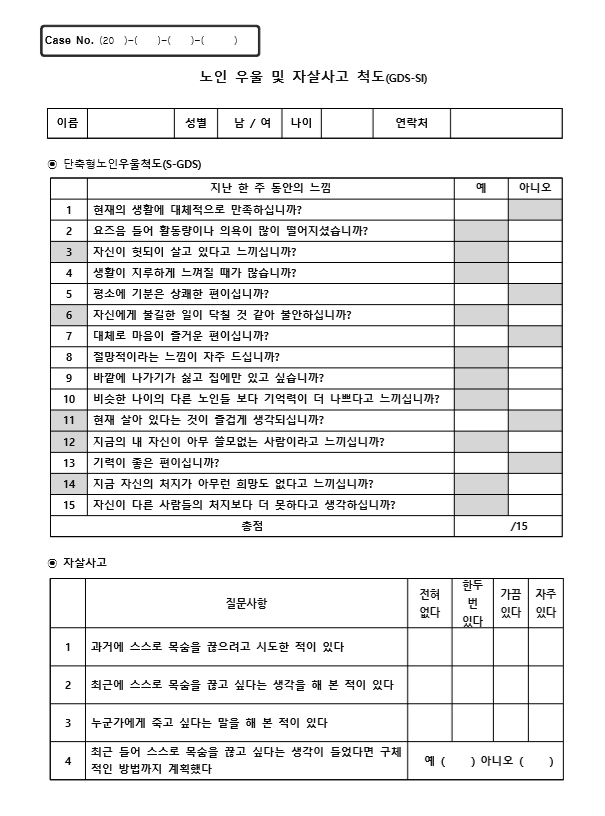 Case No. (20 )-( )-( )-( )
노인 우울 및 자살사고 척도(GDS-SI)
이름 성별 남 / 여 나이 연락처
◉ 단축형노인우울척도(S-GDS)
지난 한 주 동안의 느낌 예 아니오
1 현재의 생활에 대체적으로 만족하십니까?
2 요즈음 들어 활동량이나 의욕이 많이 떨어지셨습니까?
3 자신이 헛되이 살고 있다고 느끼십니까?
4 생활이 지루하게 느껴질 때가 많습니까?
5 평소에 기분은 상쾌한 편이십니까?
6 자신에게 불길한 일이 닥칠 것 같아 불안하십니까?
7 대체로 마음이 즐거운 편이십니까?
8 절망적이라는 느낌이 자주 드십니까?
9 바깥에 나가기가 싫고 집에만 있고 싶습니까?
10 비슷한 나이의 다른 노인들 보다 기억력이 더 나쁘다고 느끼십니까?
11 현재 살아 있다는 것이 즐겁게 생각되십니까?
12 지금의 내 자신이 아무 쓸모없는 사람이라고 느끼십니까?
13 기력이 좋은 편이십니까?
14 지금 자신의 처지가 아무런 희망도 없다고 느끼십니까?
15 자신이 다른 사람들의 처지보다 더 못하다고 생각하십니까?
총점 /15
◉ 자살사고
질문사항
전혀
없다
한두
번
있다
가끔
있다
자주
있다
1 과거에 스스로 목숨을 끊으려고 시도한 적이 있다
2 최근에 스스로 목숨을 끊고 싶다는 생각을 해 본 적이 있다
3 누군가에게 죽고 싶다는 말을 해 본 적이 있다
4 최근 들어 스스로 목숨을 끊고 싶다는 생각이 들었다면 구체
적인 방법까지 계획했다
예 ( ) 아니오 ( )